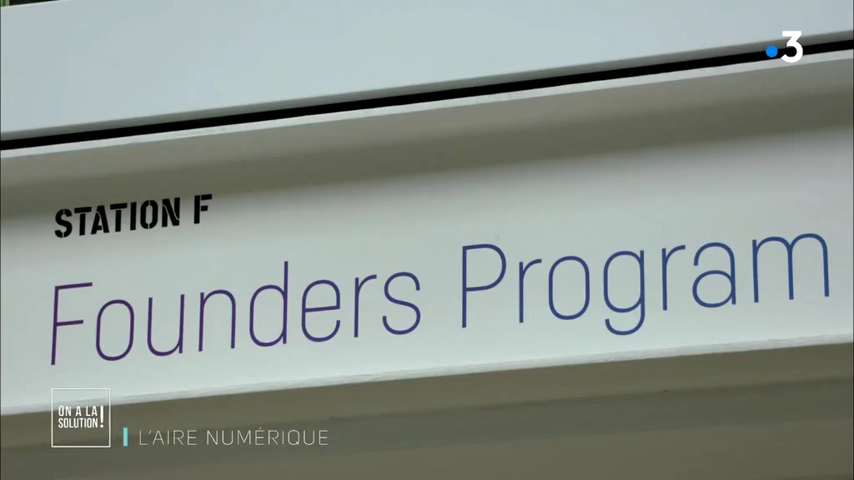 3
STATION F
Founders Program
ON A LA
SOLUTION!
L'AIRE NUMÉRIQUE